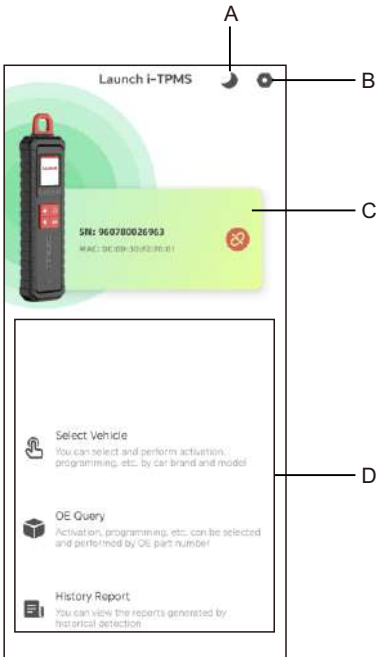 A
Launch i-TPMS
B
C
SN: 960780026963
D
Select Vehicle
You can select and perform activation,
programming, etc. by car brand and model
OE Query
Activation, programming, etc. can be selected
and performed by OE part number
History Report
You can view the reports generated by
historical detection